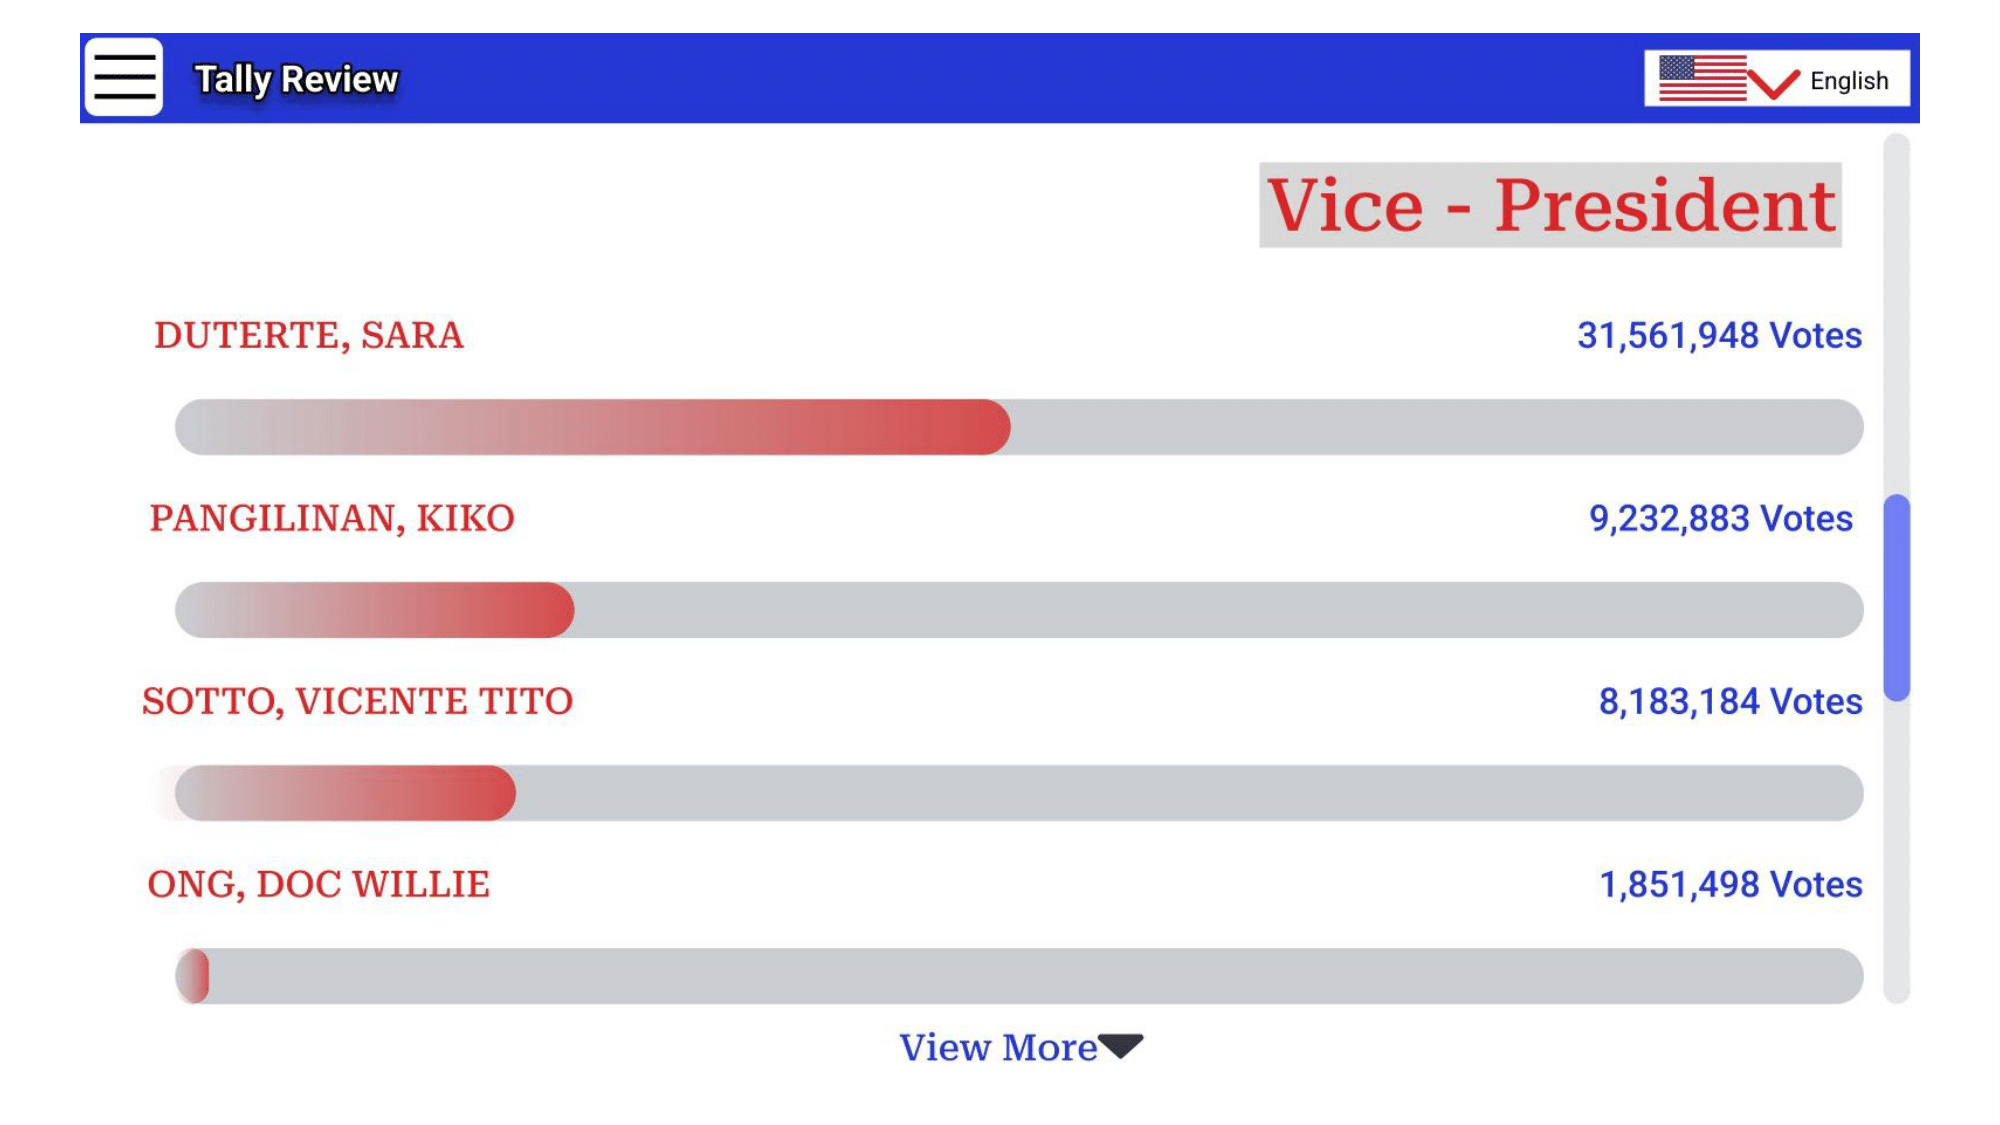 Tally Review
English
Vice - President
DUTERTE, SARA
31,561,948 Votes
PANGILINAN, KIKO
9,232,883 Votes
SOTTO, VICENTE TITO
8,183,184 Votes
ONG, DOC WILLIE
1,851,498 Votes
View More